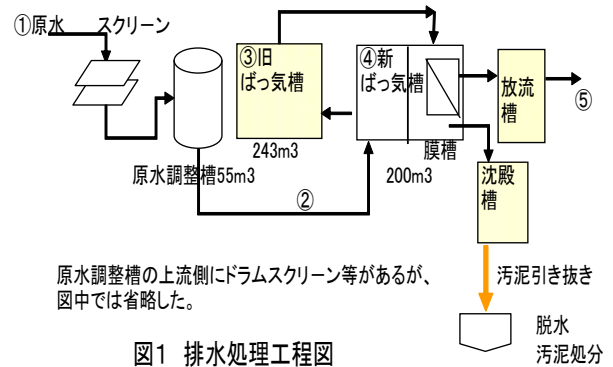 ①原水
スクリーン
③旧
ばっ気槽
④新
ばっ気槽
放流
槽
⑤
243m3
膜槽
原水調整槽55m3
200m3
沈殿
槽
②
汚泥引き抜き
原水調整槽の上流側にドラムスクリーン等があるが、
図中では省略した。
脱水
汚泥処分
図1 排水処理工程図